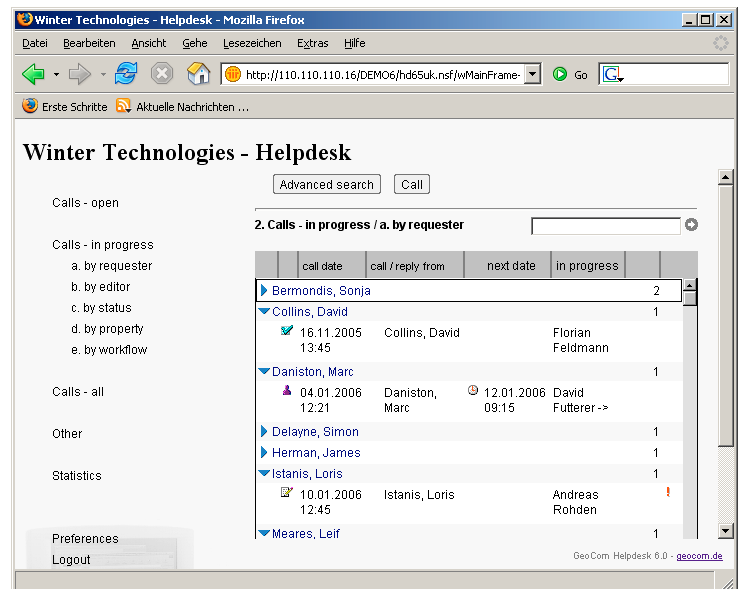 Winter Technologies - Helpdesk - Mozilla Firefox
Datei Bearbeiten Ansicht Gehe Lesezeichen Extras Hilfe
http://110.110.110.16/DEMO6/hd65uk.nsf/wMainFrame- Go G
Erste Schritte Aktuelle Nachrichten ...
Winter Technologies - Helpdesk
Advanced search Call
Calls - open
2. Calls - in progress / a. by requester
Calls - in progress
a. by requester
b. by editor
c. by status
d. by property
e. by workflow
Calls - all
Other
Statistics
Preferences
Logout
call date call / reply from next date in progress
Bermondis, Sonja 2
Collins, David 1
16.11.2005 Collins, David Florian
13:45 Feldmann
Daniston, Marc 1
04.01.2006 Daniston, 12.01.2006 David
12:21 Marc 09:15 Futterer ->
Delayne, Simon 1
Herman, James 1
Istanis, Loris 1
10.01.2006 Istanis, Loris Andreas !
12:45 Rohden
Meares, Leif 1
GeoCom Helpdesk 6.0 - geocom.de